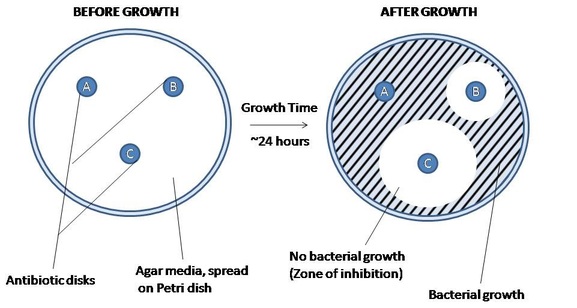 BEFORE GROWTH
AFTER GROWTH
A
B
C
Growth Time
~24 hours
A
B
C
Antibiotic disks
Agar media, spread
on Petri dish
No bacterial growth
(Zone of inhibition)
Bacterial growth